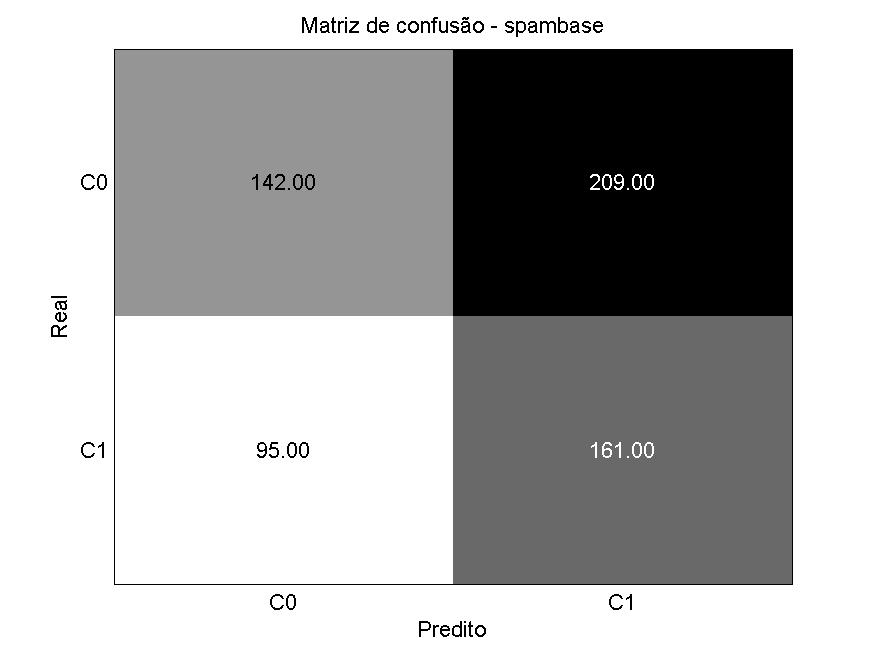 Matriz de confusão - spambase
C0
142.00
209.00
Real
C1
95.00
161.00
C0
C1
Predito